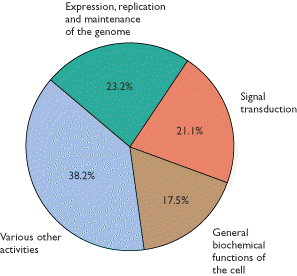 Expression, replication
and maintenance
of the genome
23.2%
Signal
transduction
21.1%
17.5%
General
biochemical
functions of
the cell
38.2%
Various other
activities